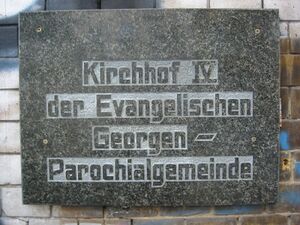 Kirchhof IV
der Evangelischen
Georgen –
Parochialgemeinde